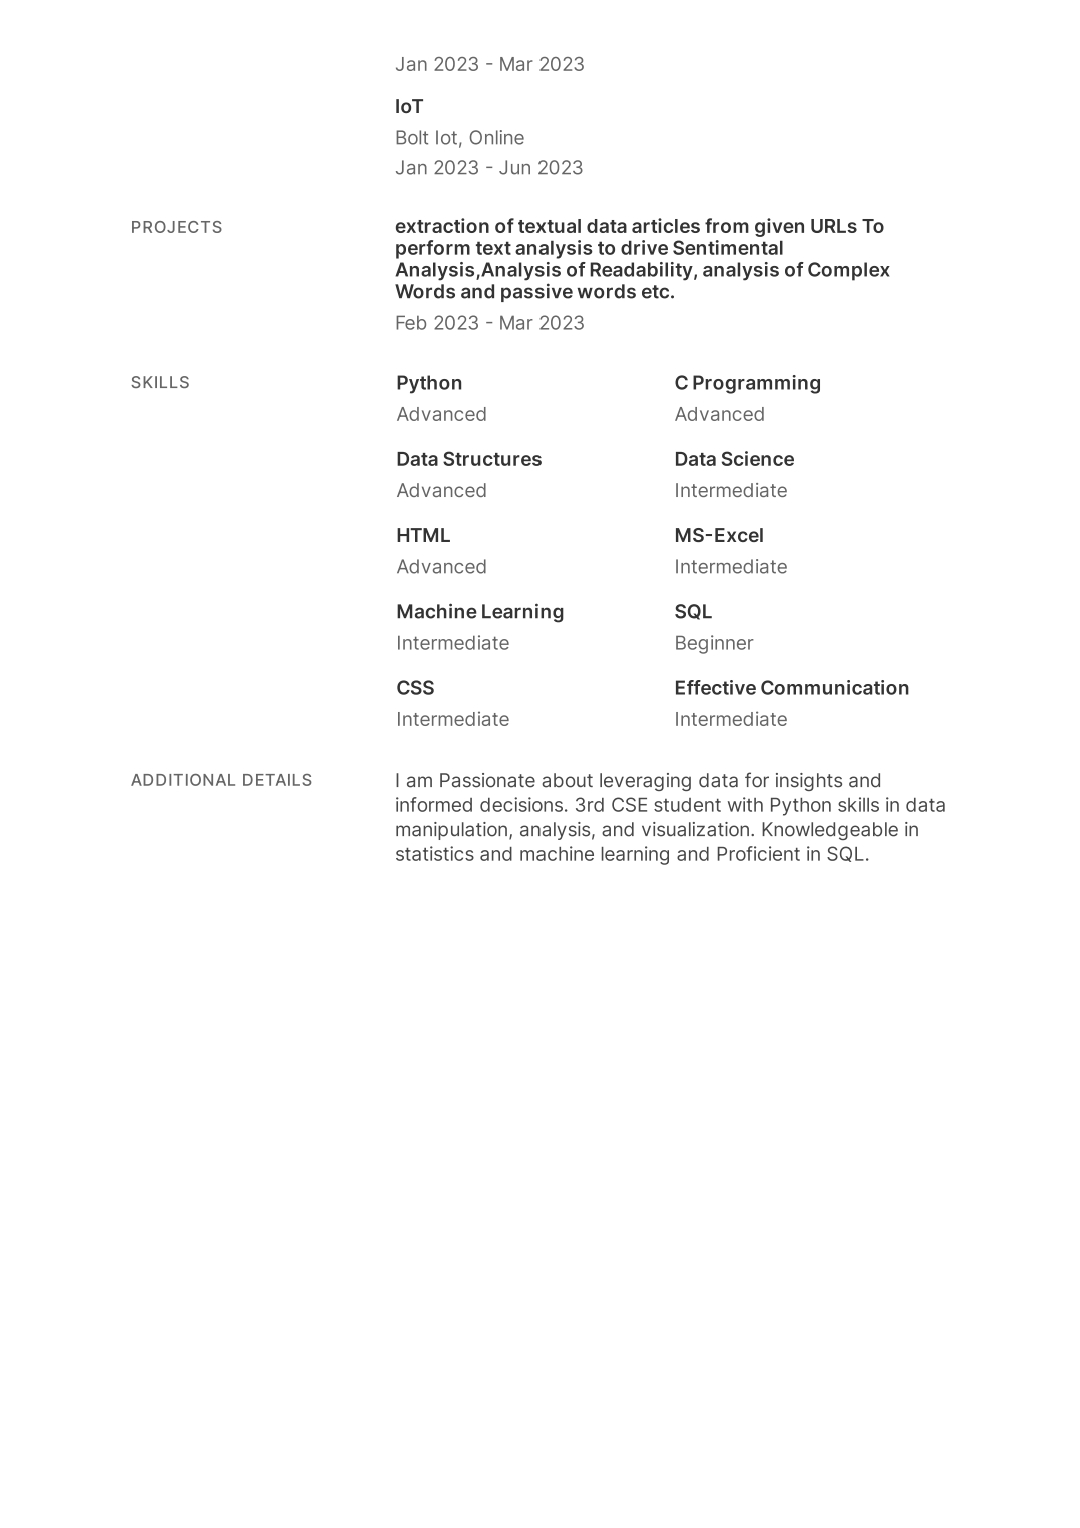 Jan 2023 - Mar 2023
IoT
Bolt Iot, Online
Jan 2023 - Jun 2023
PROJECTS
extraction of textual data articles from given URLs To
perform text analysis to drive Sentimental
Analysis,Analysis of Readability, analysis of Complex
Words and passive words etc.
Feb 2023 - Mar 2023
SKILLS
Python
C Programming
Advanced
Advanced
Data Structures
Data Science
Advanced
Intermediate
HTML
MS-Excel
Advanced
Intermediate
Machine Learning
SQL
Intermediate
Beginner
CSS
Effective Communication
Intermediate
Intermediate
ADDITIONAL DETAILS
I am Passionate about leveraging data for insights and
informed decisions. 3rd CSE student with Python skills in data
manipulation, analysis, and visualization. Knowledgeable in
statistics and machine learning and Proficient in SQL.